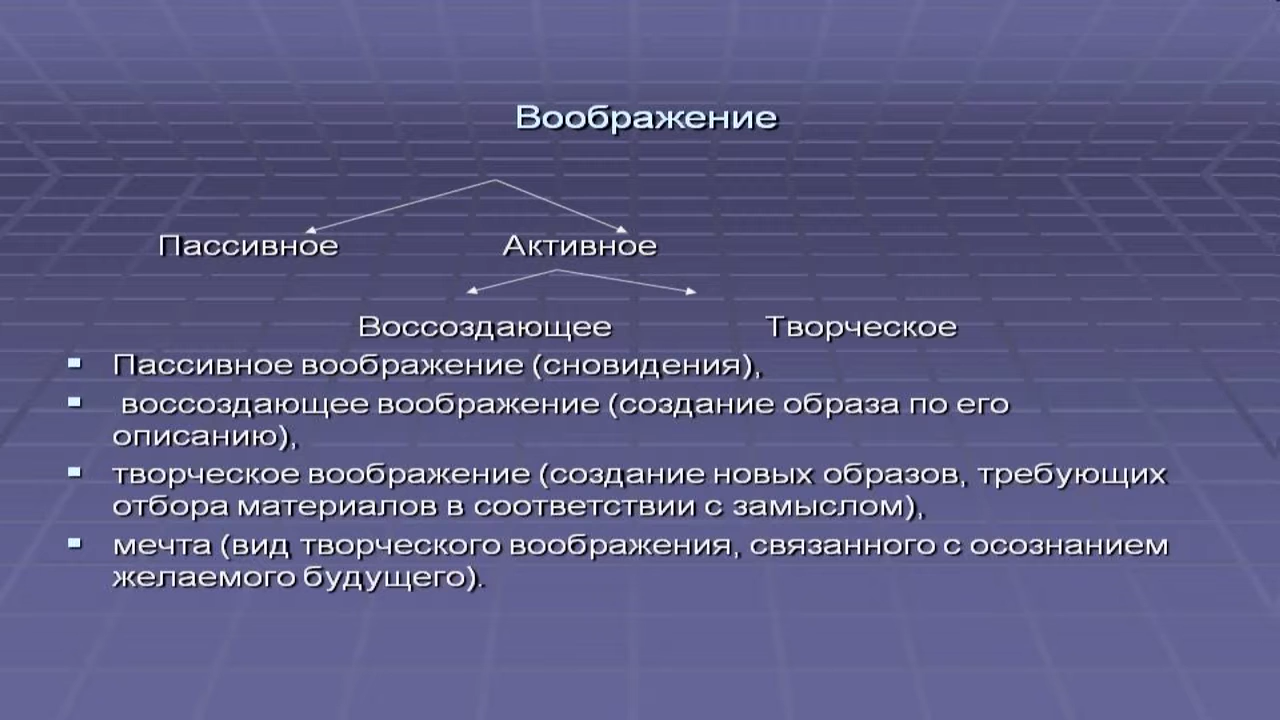 Воображение
Пассивное Активное
Воссоздающее Творческое
Пассивное воображение (сновидения),
воссоздающее воображение (создание образа по его
описанию),
творческое воображение (создание новых образов, требующих
отбора материалов в соответствии с замыслом),
мечта (вид творческого воображения, связанного с осознанием
желаемого будущего).